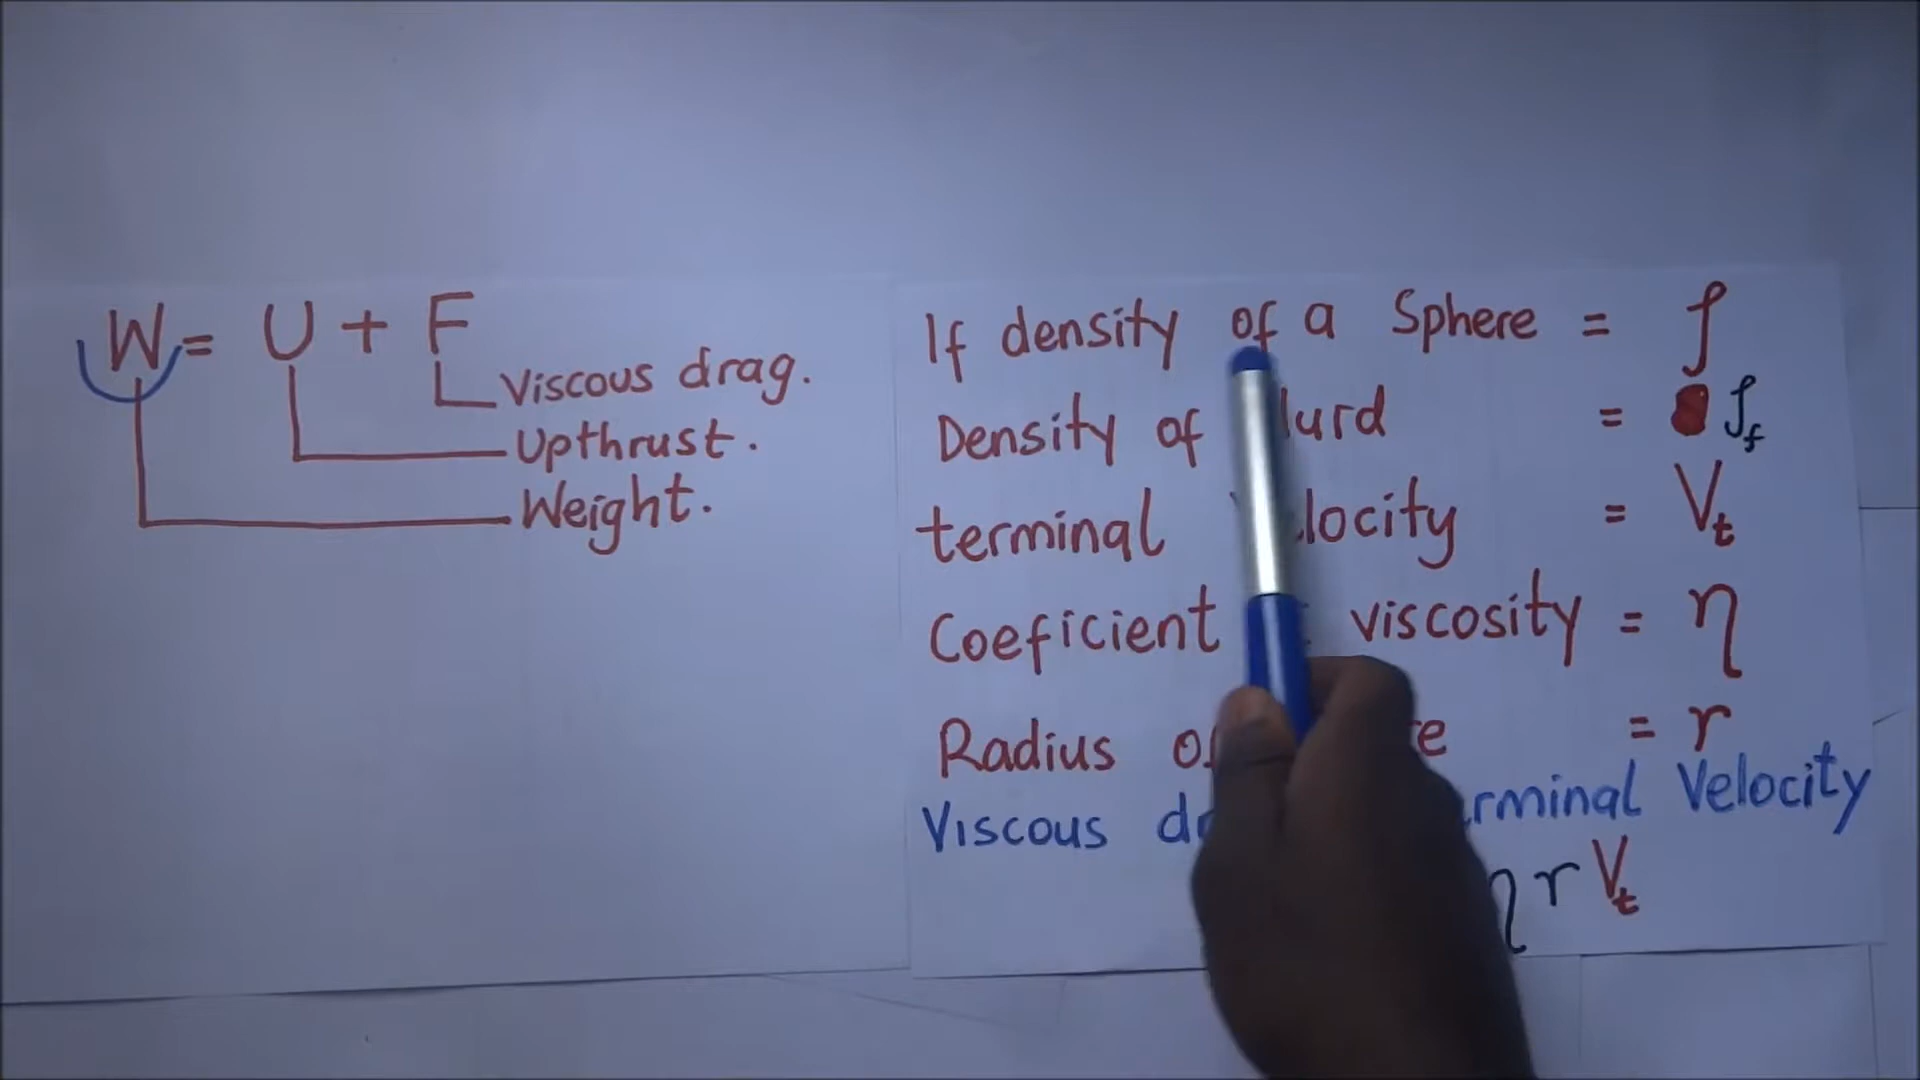 W = U + F
Viscous drag.
Upthrust.
Weight.
If density of a Sphere = ρ
Density of = ρf
terminal = Vt
Coeficient viscosity = η
Radius = r
Viscous Velocity
η r Vt